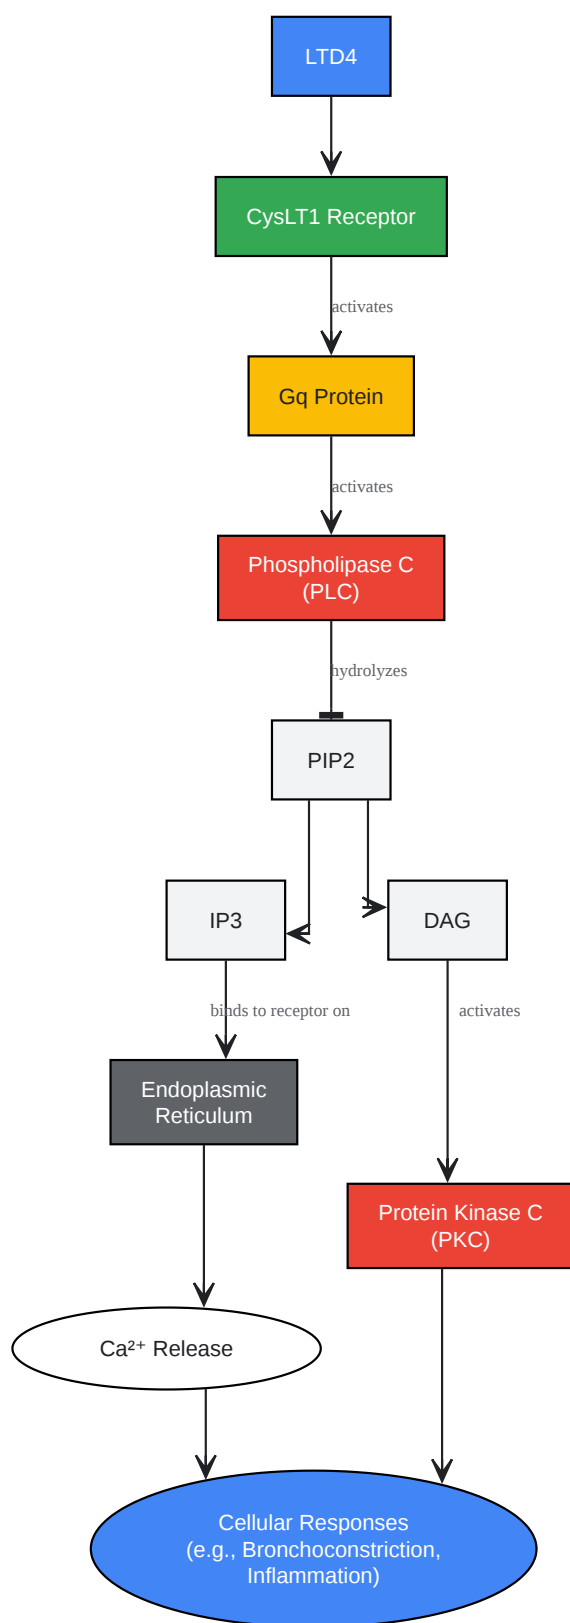 LTD4
CysLT1 Receptor
activates
Gq Protein
activates
Phospholipase C
(PLC)
hydrolyzes
PIP2
IP3
DAG
binds to receptor on
activates
Endoplasmic
Reticulum
Protein Kinase C
(PKC)
Ca²⁺ Release
Cellular Responses
(e.g., Bronchoconstriction,
Inflammation)